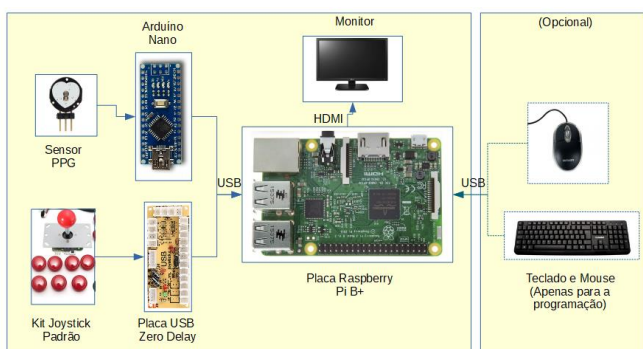 Arduino
Nano
Monitor
(Opcional)
HDMI
Sensor
PPG
USB
USB
USB
Kit Joystick
Padrão
Placa USB
Zero Delay
Placa Raspberry
Pi B+
Teclado e Mouse
(Apenas para a
programação)